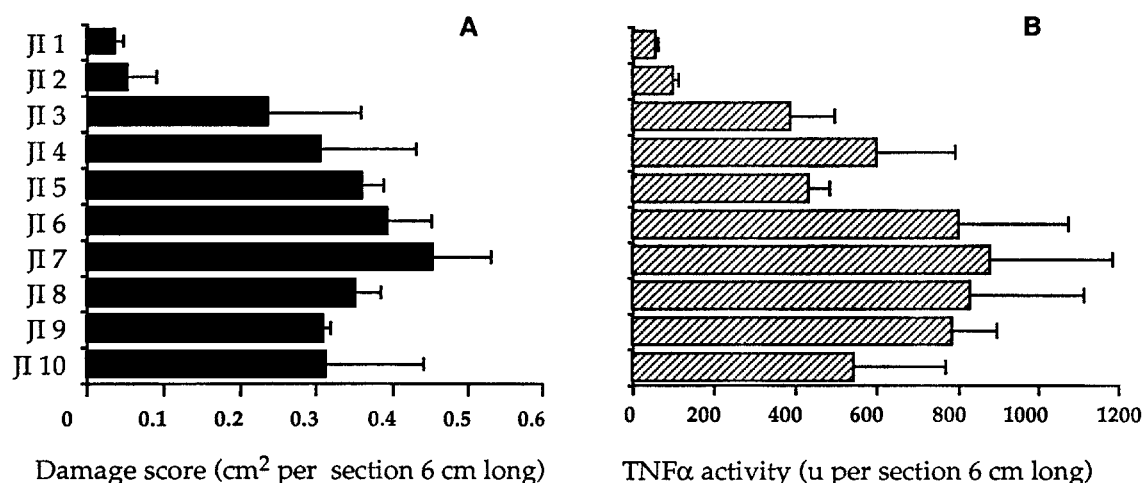 A
B
JI 1
JI 2
JI 3
JI 4
JI 5
JI 6
JI 7
JI 8
JI 9
JI 10
0 0.1 0.2 0.3 0.4 0.5 0.6
0 200 400 600 800 1000 1200
Damage score (cm² per section 6 cm long)
TNFα activity (u per section 6 cm long)